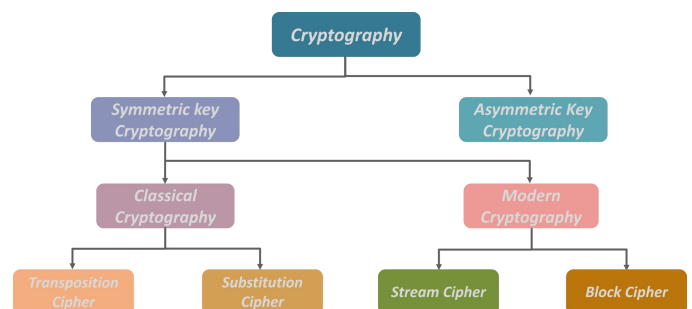 Cryptography
Symmetric key
Cryptography
Asymmetric Key
Cryptography
Classical
Cryptography
Modern
Cryptography
Transposition
Cipher
Substitution
Cipher
Stream Cipher
Block Cipher